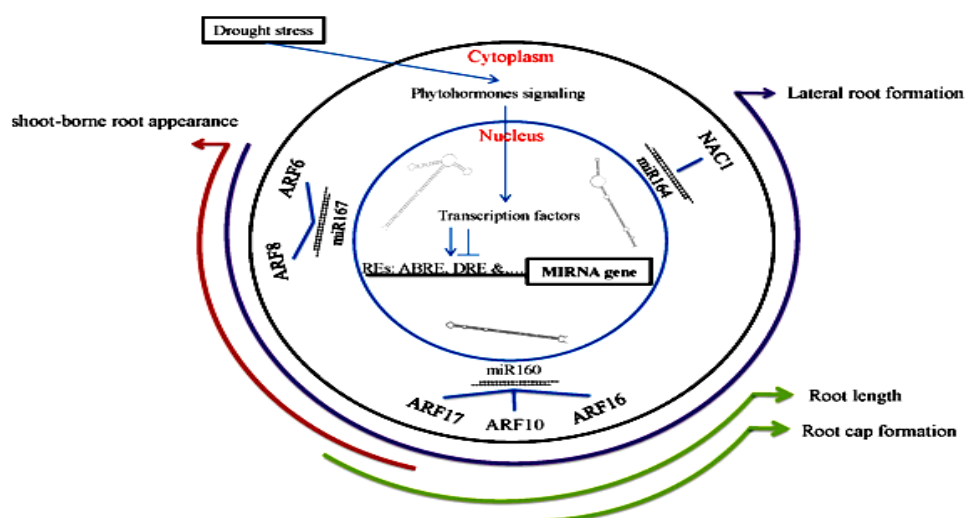 Drought stress
Cytoplasm
Phytohormones signaling
Lateral root formation
shoot-borne root appearance
Nucleus
NAC1
miR164
ARF6
miR167
ARF8
Transcription factors
REs: ABRE, DRE &....
MIRNA gene
miR160
ARF17
ARF10
ARF16
Root length
Root cap formation